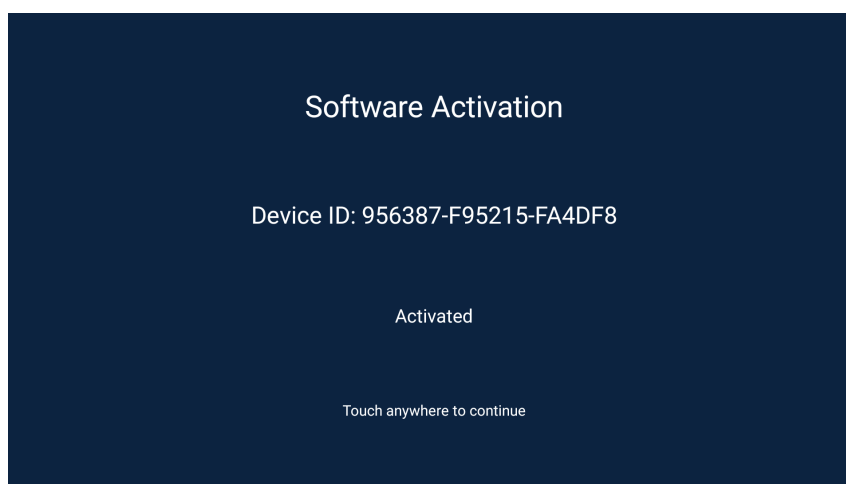 Software Activation
Device ID: 956387-F95215-FA4DF8
Activated
Touch anywhere to continue